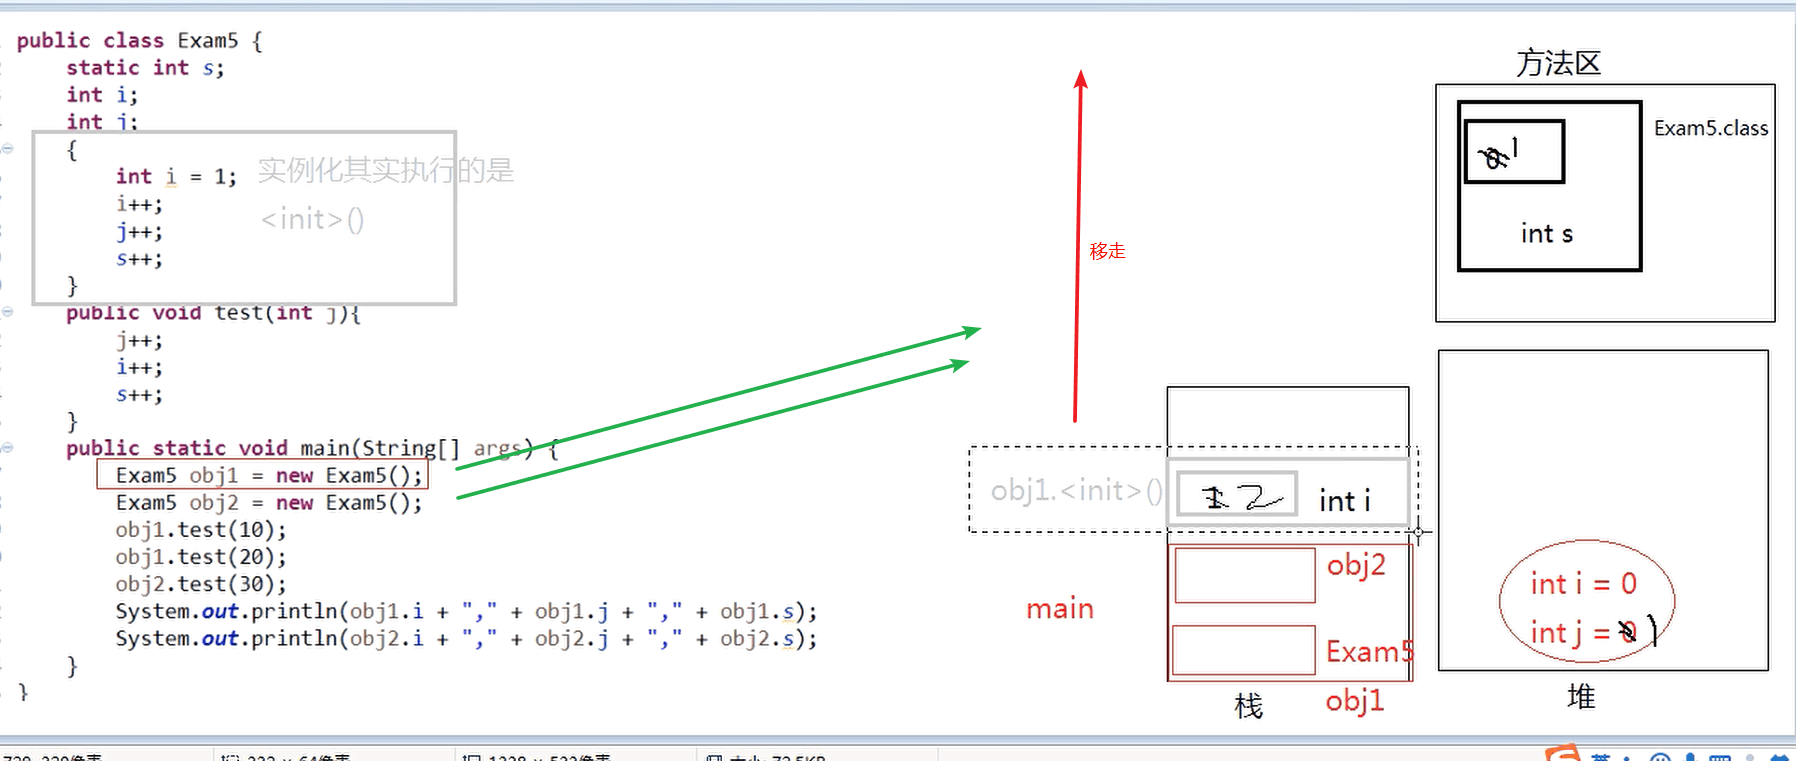 public class Exam5 {
static int s;
int i;
int j;
{
int i = 1;
i++;
j++;
s++;
}
实例化其实执行的是
<init>()
public void test(int j){
j++;
i++;
s++;
}
public static void main(String[] args) {
Exam5 obj1 = new Exam5();
Exam5 obj2 = new Exam5();
obj1.test(10);
obj1.test(20);
obj2.test(30);
System.out.println(obj1.i + "," + obj1.j + "," + obj1.s);
System.out.println(obj2.i + "," + obj2.j + "," + obj2.s);
}
}
移走
方法区
Exam5.class
0 1
int s
obj1.<init>()
1 2
int i
main
obj2
Exam5
obj1
栈
int i = 0
int j = 0 1
堆
英